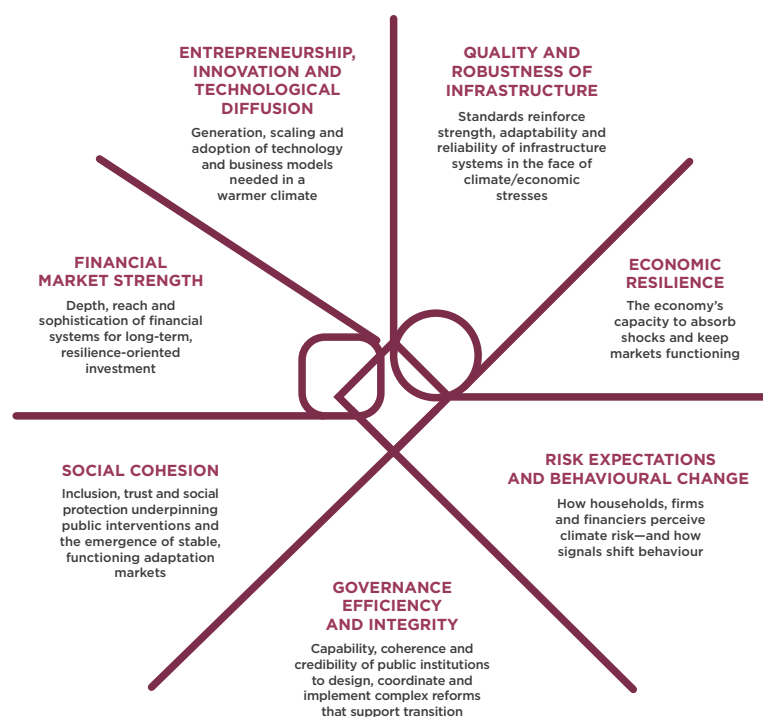 ENTREPRENEURSHIP,
INNOVATION AND
TECHNOLOGICAL
DIFFUSION
Generation, scaling and
adoption of technology
and business models
needed in a
warmer climate
QUALITY AND
ROBUSTNESS OF
INFRASTRUCTURE
Standards reinforce
strength, adaptability and
reliability of infrastructure
systems in the face of
climate/economic
stresses
FINANCIAL
MARKET STRENGTH
Depth, reach and
sophistication of financial
systems for long-term,
resilience-oriented
investment
ECONOMIC
RESILIENCE
The economy’s
capacity to absorb
shocks and keep
markets functioning
SOCIAL COHESION
Inclusion, trust and social
protection underpinning
public interventions and
the emergence of stable,
functioning adaptation
markets
RISK EXPECTATIONS
AND BEHAVIOURAL CHANGE
How households, firms
and financiers perceive
climate risk—and how
signals shift behaviour
GOVERNANCE
EFFICIENCY
AND INTEGRITY
Capability, coherence and
credibility of public institutions
to design, coordinate and
implement complex reforms
that support transition